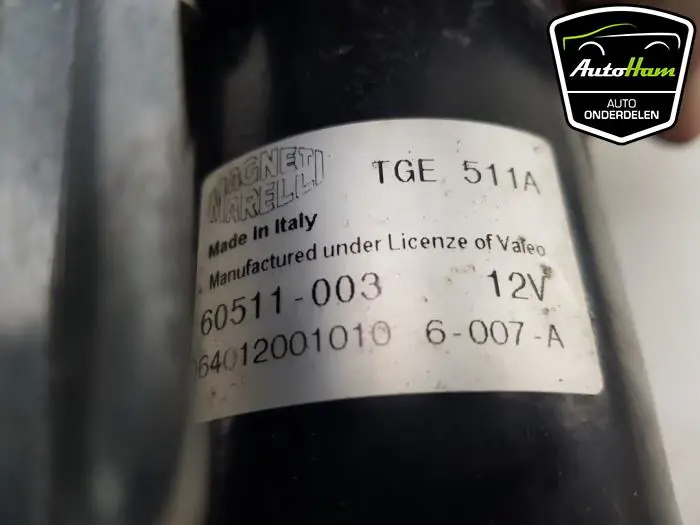 AutoHam
AUTO
ONDERDELEN
MAGNETI
MARELLI
TGE 511A
Made in Italy
Manufactured under Licenze of Valeo
60511-003 12V
064012001010 6-007-A